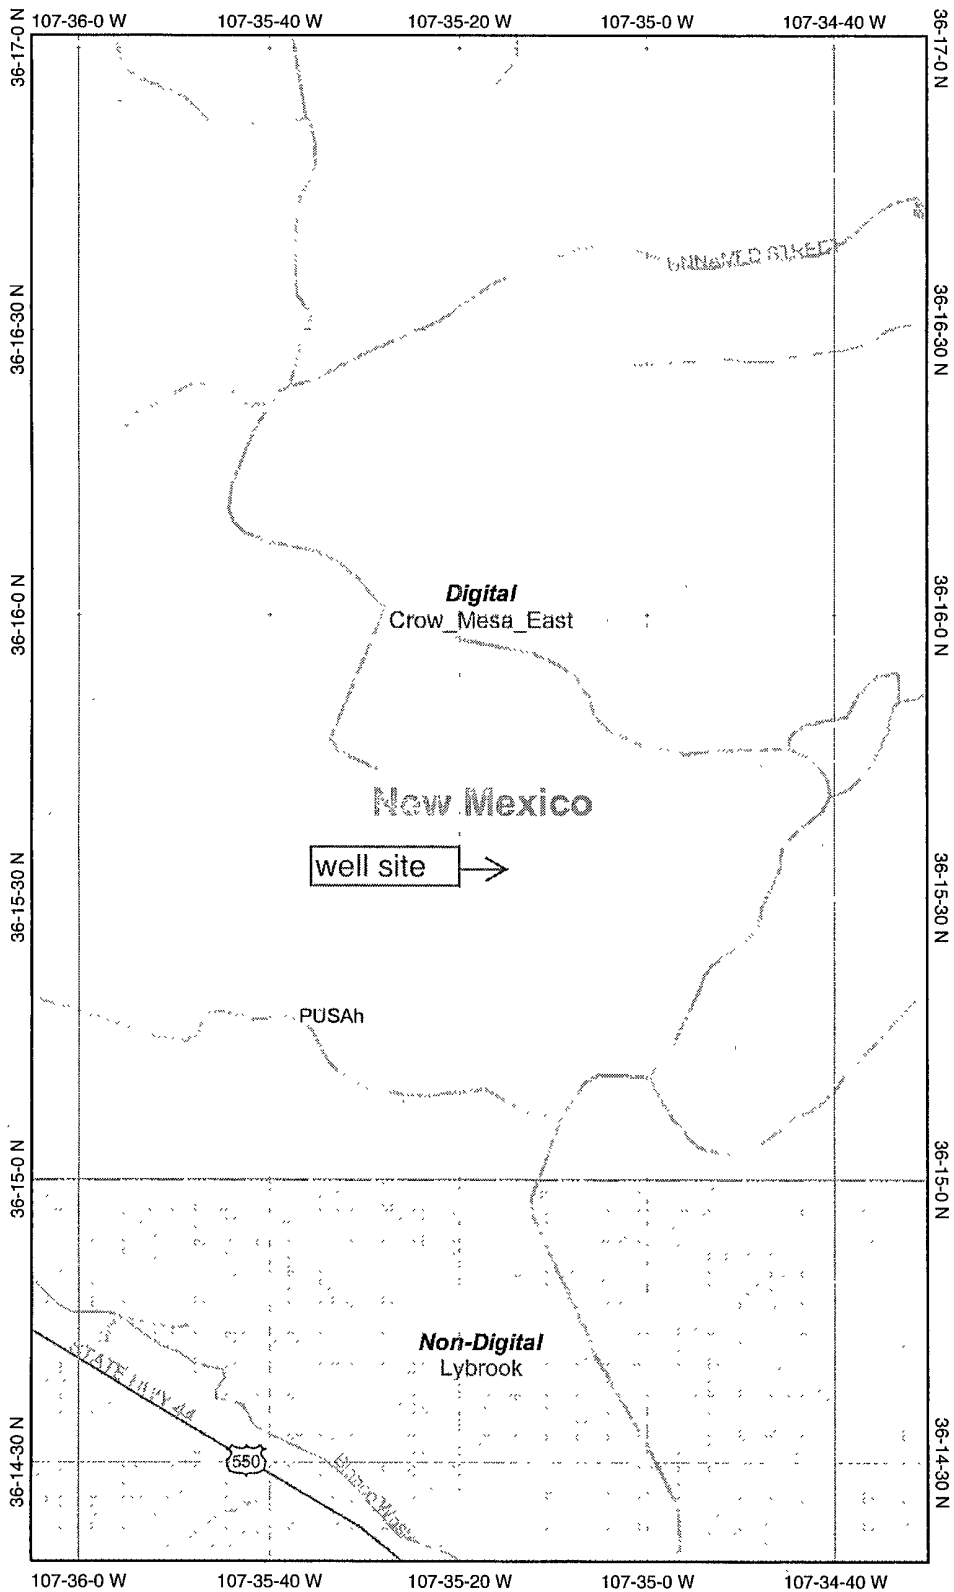 107-36-0 W 107-35-40 W 107-35-20 W 107-35-0 W 107-34-40 W
36-17-0 N
36-17-0 N
UNNAMED STREET
36-16-30 N
36-16-30 N
Digital
36-16-0 N
36-16-0 N
Crow_Mesa_East
New Mexico
well site
36-15-30 N
36-15-30 N
PUSAh
36-15-0 N
36-15-0 N
Non-Digital
Lybrook
STATE HWY 44
36-14-30 N
36-14-30 N
550
Blanco Wash
107-36-0 W 107-35-40 W 107-35-20 W 107-35-0 W 107-34-40 W